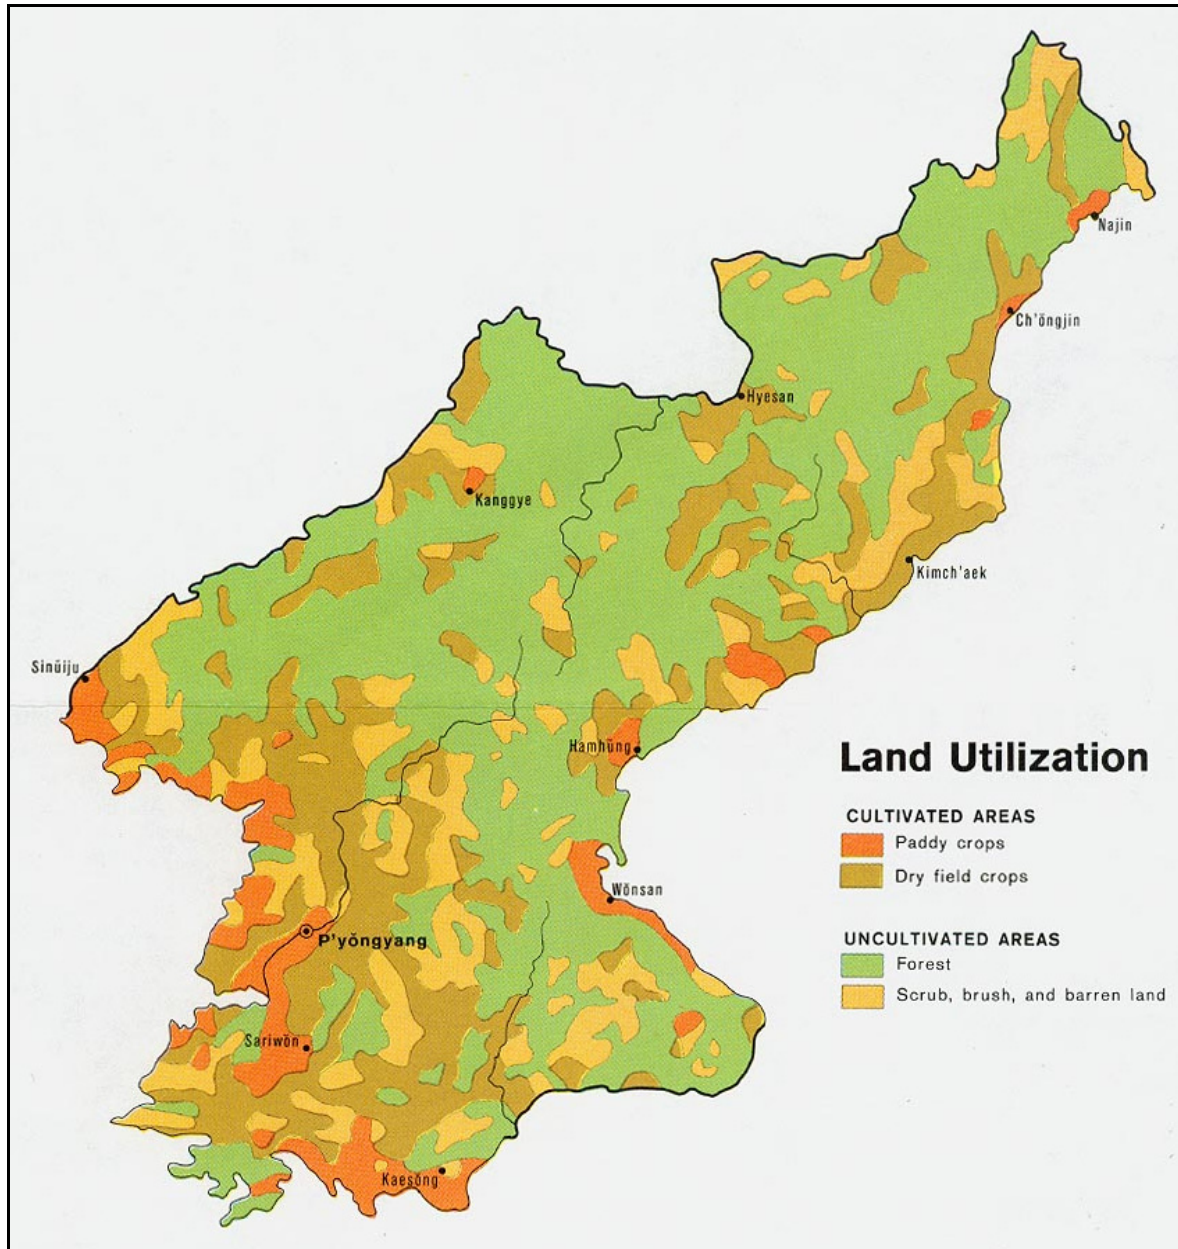 Najin
Ch'ŏngjin
Hyesan
Kanggye
Kimch'aek
Sinŭiju
Hamhŭng
Land Utilization
CULTIVATED AREAS
Paddy crops
Dry field crops
Wŏnsan
P'yŏngyang
UNCULTIVATED AREAS
Forest
Scrub, brush, and barren land
Sariwŏn
Kaesŏng